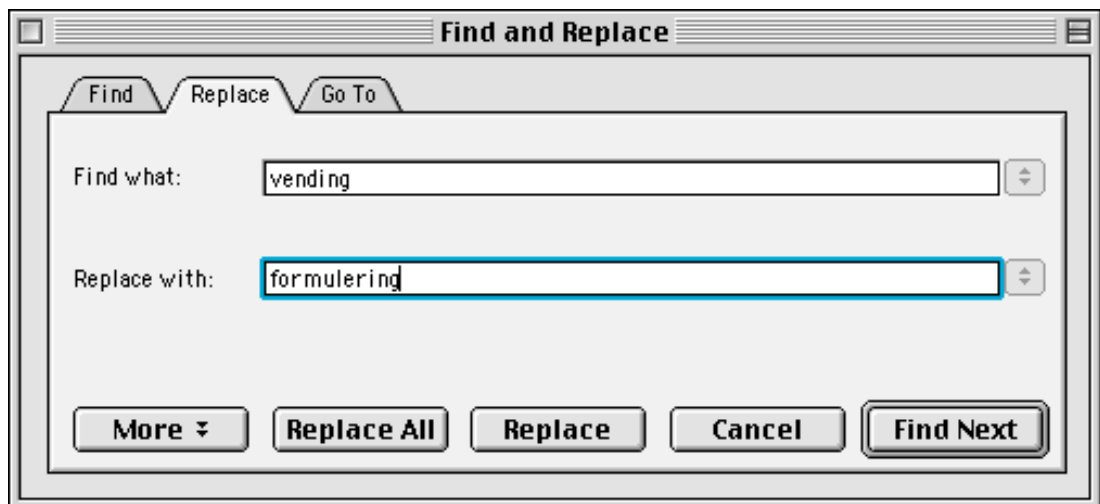 Find and Replace
Find Replace Go To
Find what: vending
Replace with: formulering
More Replace All Replace Cancel Find Next